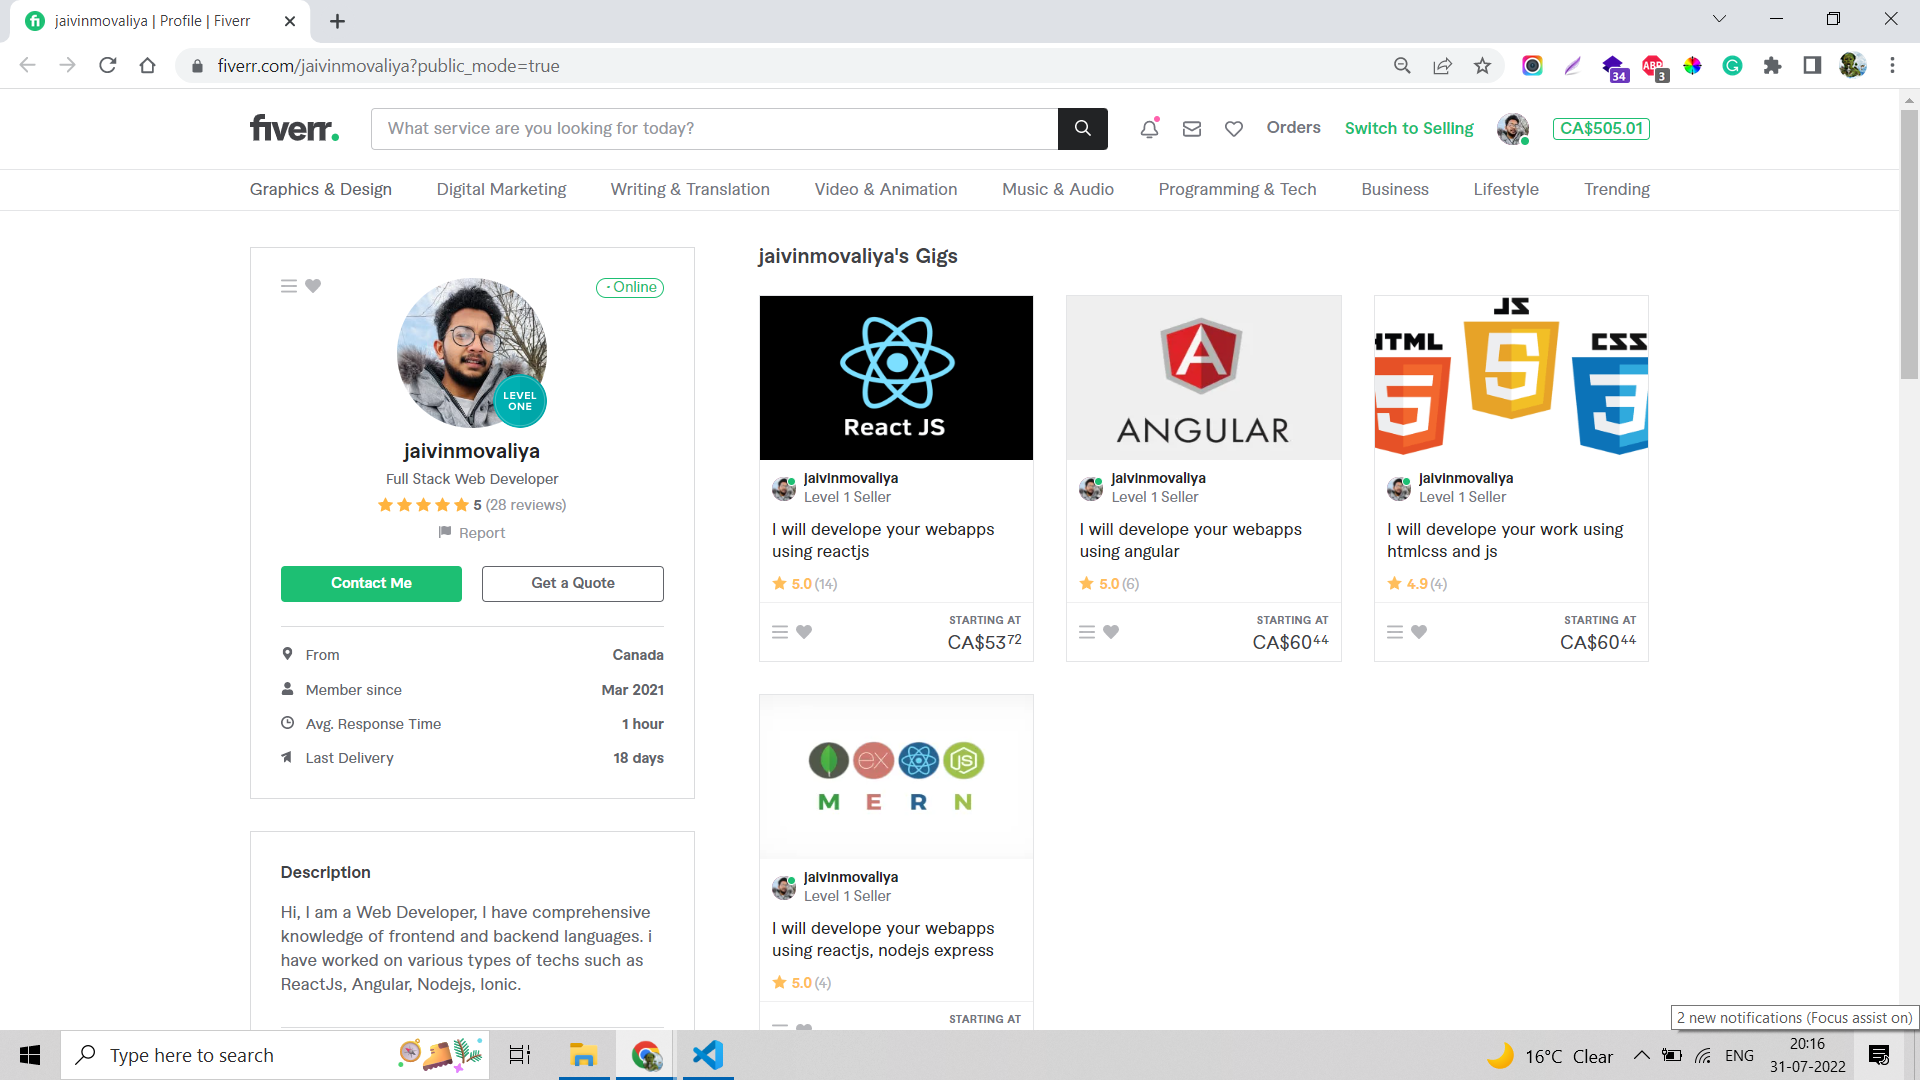 jaivinmovaliya | Profile | Fiverr
fiverr.com/jaivinmovaliya?public_mode=true
34
ABP
3
fiverr.
What service are you looking for today?
Orders
Switch to Selling
CA$505.01
Graphics & Design
Digital Marketing
Writing & Translation
Video & Animation
Music & Audio
Programming & Tech
Business
Lifestyle
Trending
Online
LEVEL
ONE
jaivinmovaliya
Full Stack Web Developer
5 (28 reviews)
Report
Contact Me
Get a Quote
From Canada
Member since Mar 2021
Avg. Response Time 1 hour
Last Delivery 18 days
Description
Hi, I am a Web Developer, I have comprehensive
knowledge of frontend and backend languages. i
have worked on various types of techs such as
ReactJs, Angular, Nodejs, Ionic.
jaivinmovaliya's Gigs
React JS
jaivinmovaliya
Level 1 Seller
I will develope your webapps
using reactjs
5.0 (14)
STARTING AT
CA$53 72
ANGULAR
jaivinmovaliya
Level 1 Seller
I will develope your webapps
using angular
5.0 (6)
STARTING AT
CA$60 44
HTML
JS
CSS
5
5
3
jaivinmovaliya
Level 1 Seller
I will develope your work using
htmlcss and js
4.9 (4)
STARTING AT
CA$60 44
ex
JS
M E R N
jaivinmovaliya
Level 1 Seller
I will develope your webapps
using reactjs, nodejs express
5.0 (4)
STARTING AT
2 new notifications (Focus assist on)
Type here to search
16°C Clear
ENG
20:16
31-07-2022